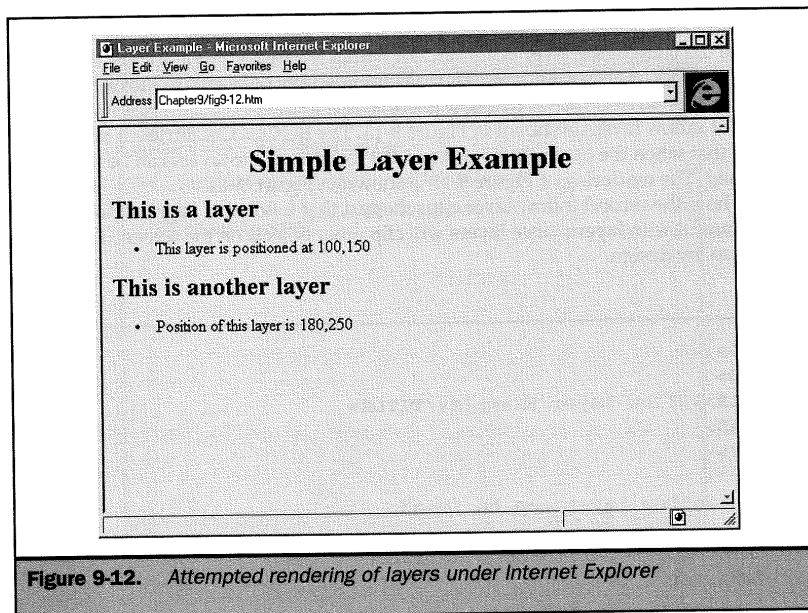 Layer Example - Microsoft Internet Explorer
File Edit View Go Favorites Help
Address Chapter9/fig9-12.htm
Simple Layer Example
This is a layer
• This layer is positioned at 100,150
This is another layer
• Position of this layer is 180,250
Figure 9-12. Attempted rendering of layers under Internet Explorer